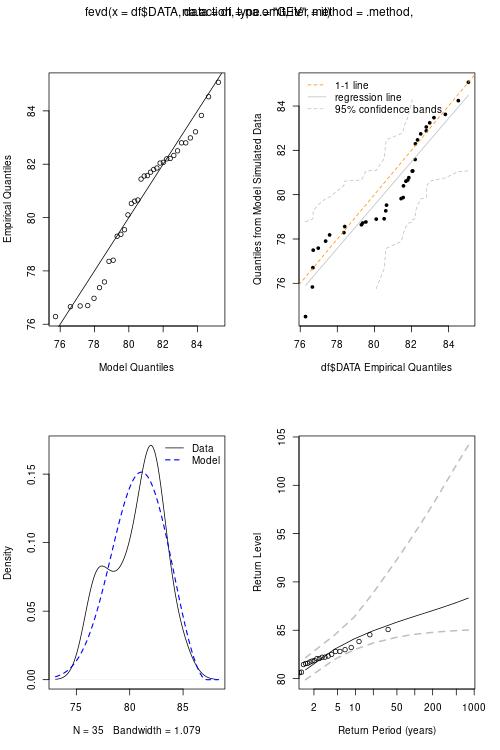 fevd(x = df$DATA,
76 78 80 82 84
76 78 80 82 84
Model Quantiles
Empirical Quantiles
1-1 line
regression line
95% confidence bands
76 78 80 82 84
76 78 80 82 84
df$DATA Empirical Quantiles
Quantiles from Model Simulated Data
Data
Model
0.00 0.05 0.10 0.15
75 80 85
N = 35 Bandwidth = 1.079
Density
80 85 90 95 100 105
2 5 10 50 200 1000
Return Period (years)
Return Level